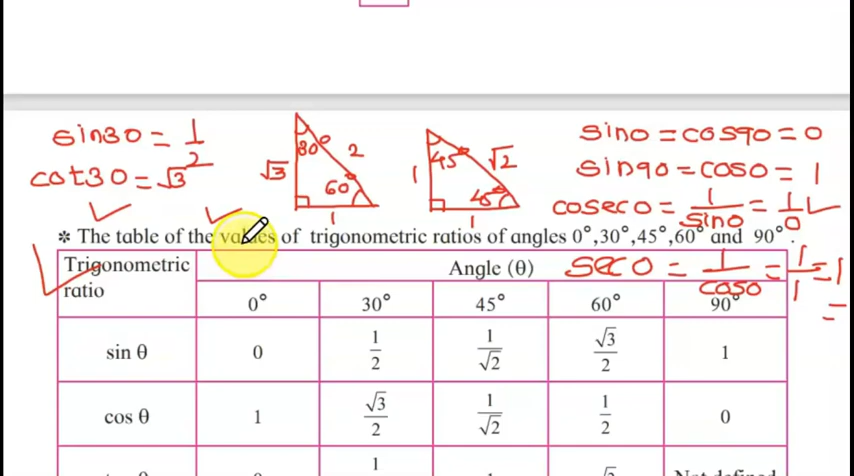 sin30 = 1/2
cot30 = √3
30° 2
√3
60°
1
45° √2
1
45°
1
sin0 = cos90 = 0
sin90 = cos0 = 1
cosec0 = 1/sin0 = 1/0
* The table of the values of trigonometric ratios of angles 0°,30°,45°,60° and 90° .
sec0 = 1/cos0 = 1/1 = 1
=
Trigonometric ratio Angle (θ)
0° 30° 45° 60° 90°
sin θ 0 1/2 1/√2 √3/2 1
cos θ 1 √3/2 1/√2 1/2 0
1